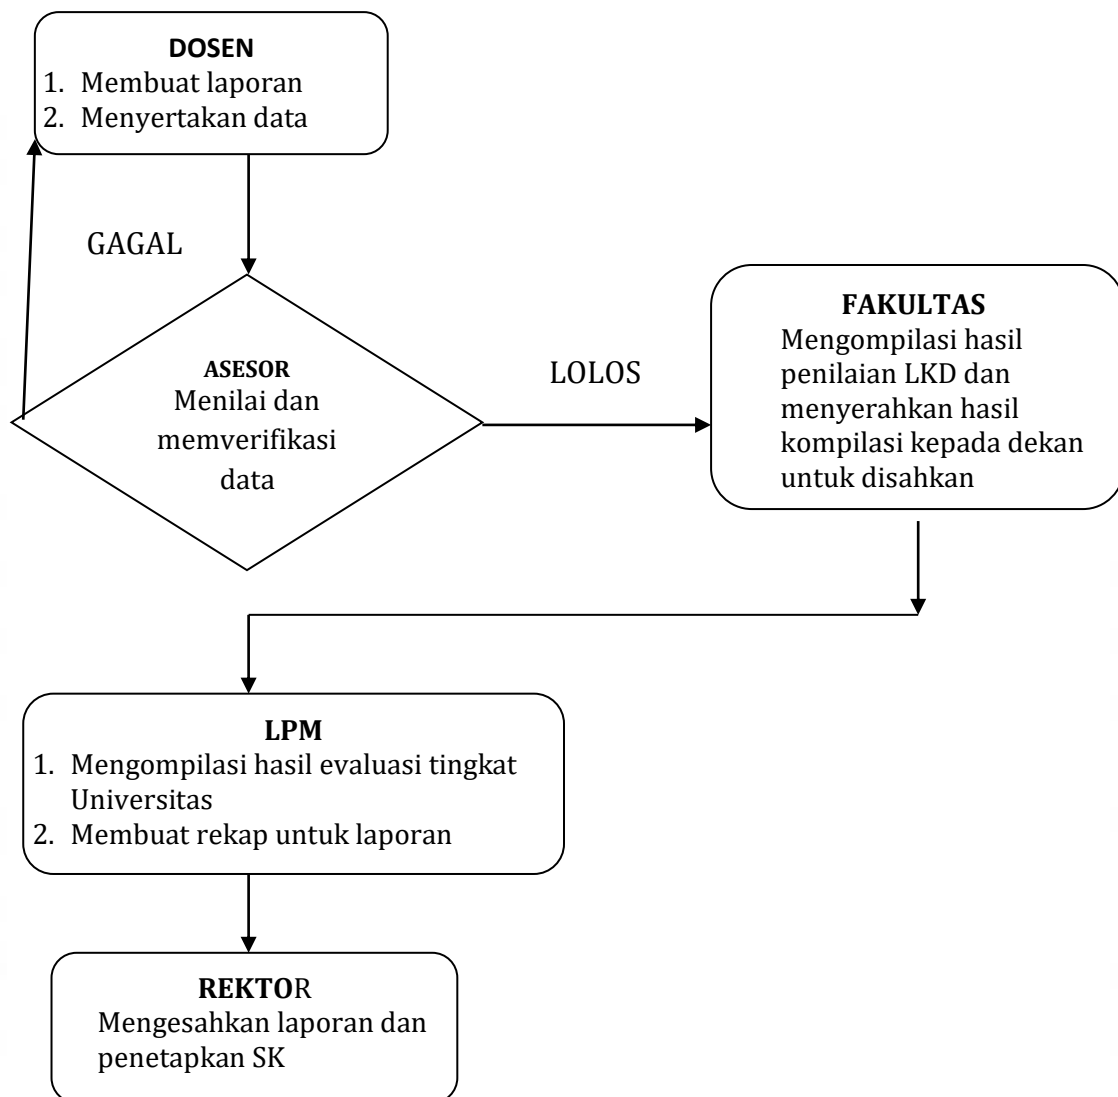 DOSEN
1. Membuat laporan
2. Menyertakan data
GAGAL
ASESOR
Menilai dan
memverifikasi
data
LOLOS
FAKULTAS
Mengompilasi hasil
penilaian LKD dan
menyerahkan hasil
kompilasi kepada dekan
untuk disahkan
LPM
1. Mengompilasi hasil evaluasi tingkat
Universitas
2. Membuat rekap untuk laporan
REKTOR
Mengesahkan laporan dan
penetapkan SK